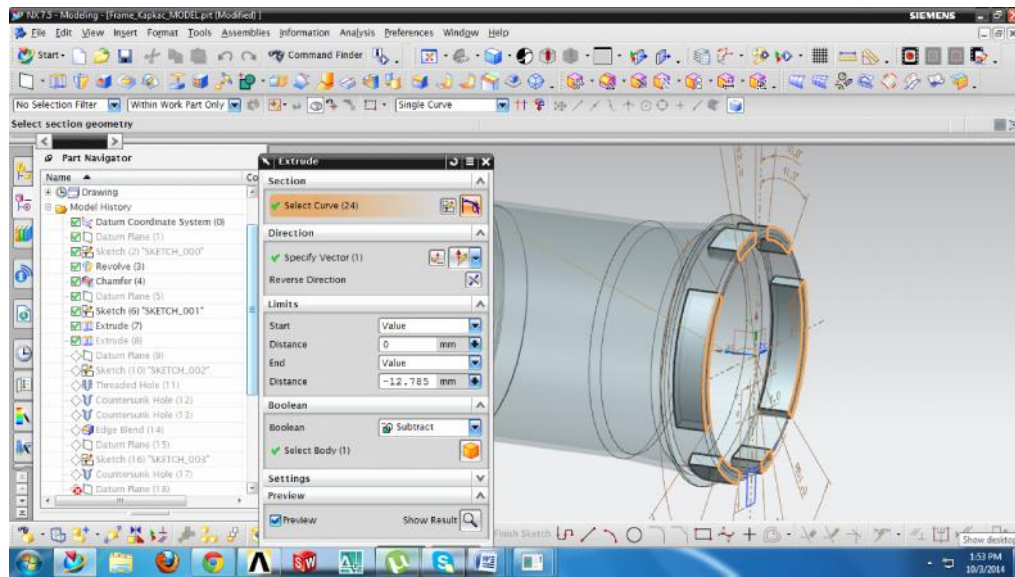 NX 7.5 - Modeling - [Frame_Kapkac_MODEL.prt (Modified) ]
SIEMENS
File Edit View Insert Format Tools Assemblies Information Analysis Preferences Window Help
Start Command Finder
No Selection Filter Within Work Part Only Single Curve
Select section geometry
Part Navigator
Name Co
Drawing
Model History
Datum Coordinate System (0)
Datum Plane (1)
Sketch (2) "SKETCH_000"
Revolve (3)
Chamfer (4)
Datum Plane (5)
Sketch (6) "SKETCH_001"
Extrude (7)
Extrude (8)
Datum Plane (9)
Sketch (10) "SKETCH_002"
Threaded Hole (11)
Countersunk Hole (12)
Countersunk Hole (13)
Edge Blend (14)
Datum Plane (15)
Sketch (16) "SKETCH_003"
Countersunk Hole (17)
Datum Plane (18)
Extrude
Section
Select Curve (24)
Direction
Specify Vector (1)
Reverse Direction
Limits
Start Value
Distance 0 mm
End Value
Distance -12.785 mm
Boolean
Boolean Subtract
Select Body (1)
Settings
Preview
Preview Show Result
Finish Sketch
Show desktop
1:53 PM
10/3/2014